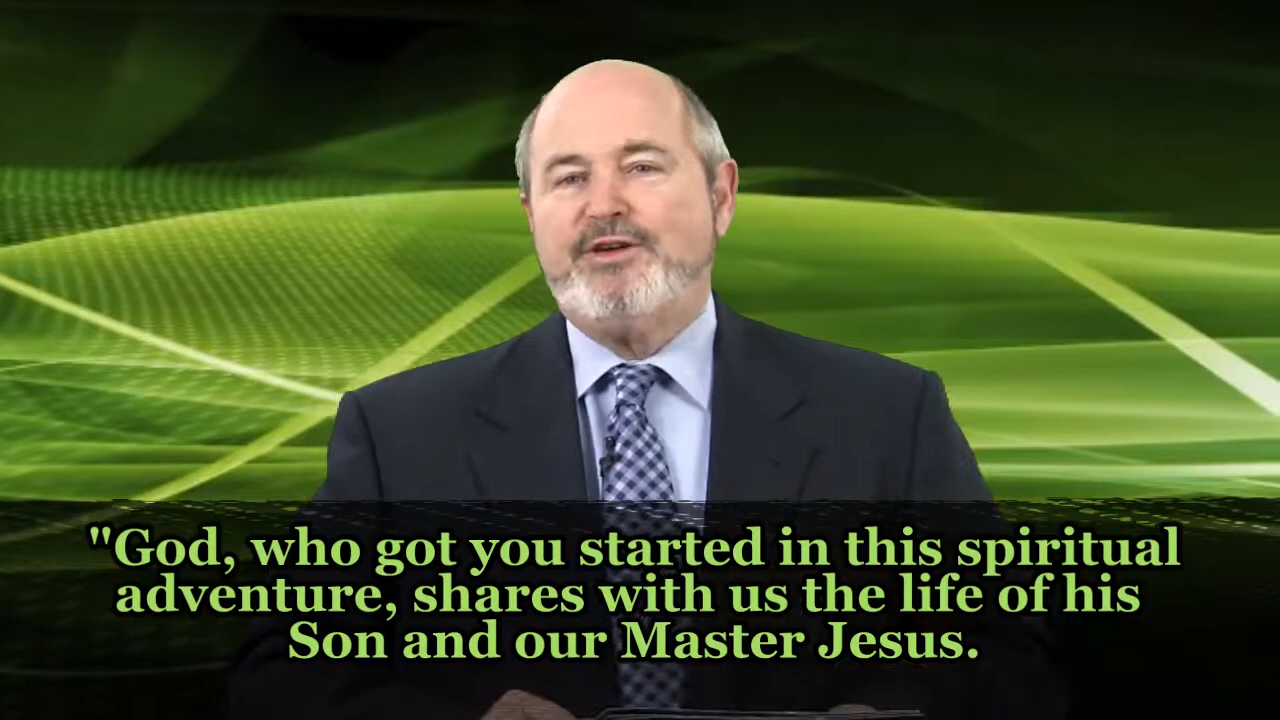 "God, who got you started in this spiritual
adventure, shares with us the life of his
Son and our Master Jesus.